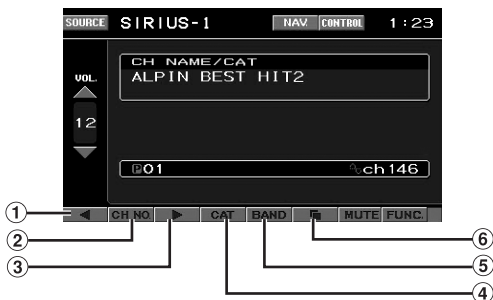 SOURCE SIRIUS-1 NAV. CONTROL 1:23
CH NAME/CAT
ALPIN BEST HIT2
VOL.
12
P01 ch146
CH NO. CAT BAND MUTE FUNC.
1
2
3
6
5
4